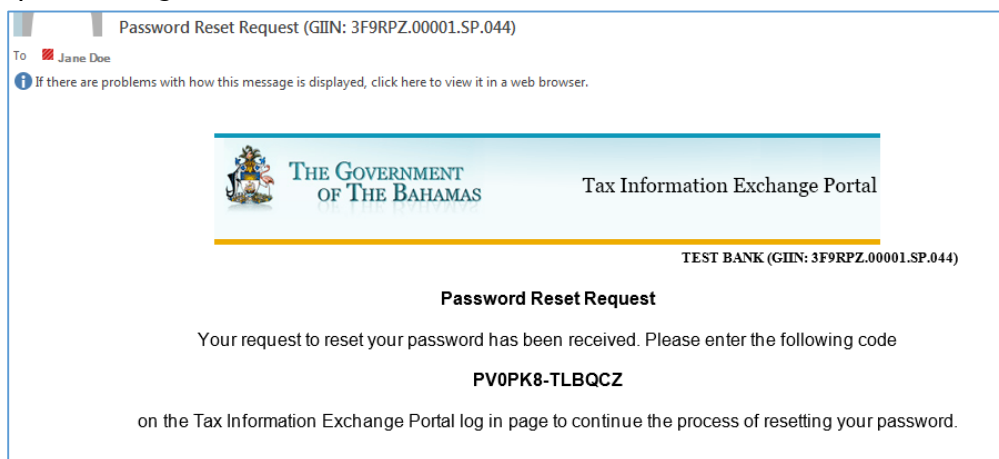 Password Reset Request (GIIN: 3F9RPZ.00001.SP.044)
To Jane Doe
If there are problems with how this message is displayed, click here to view it in a web browser.
THE GOVERNMENT
OF THE BAHAMAS
Tax Information Exchange Portal
TEST BANK (GIIN: 3F9RPZ.00001.SP.044)
Password Reset Request
Your request to reset your password has been received. Please enter the following code
PV0PK8-TLBQCZ
on the Tax Information Exchange Portal log in page to continue the process of resetting your password.